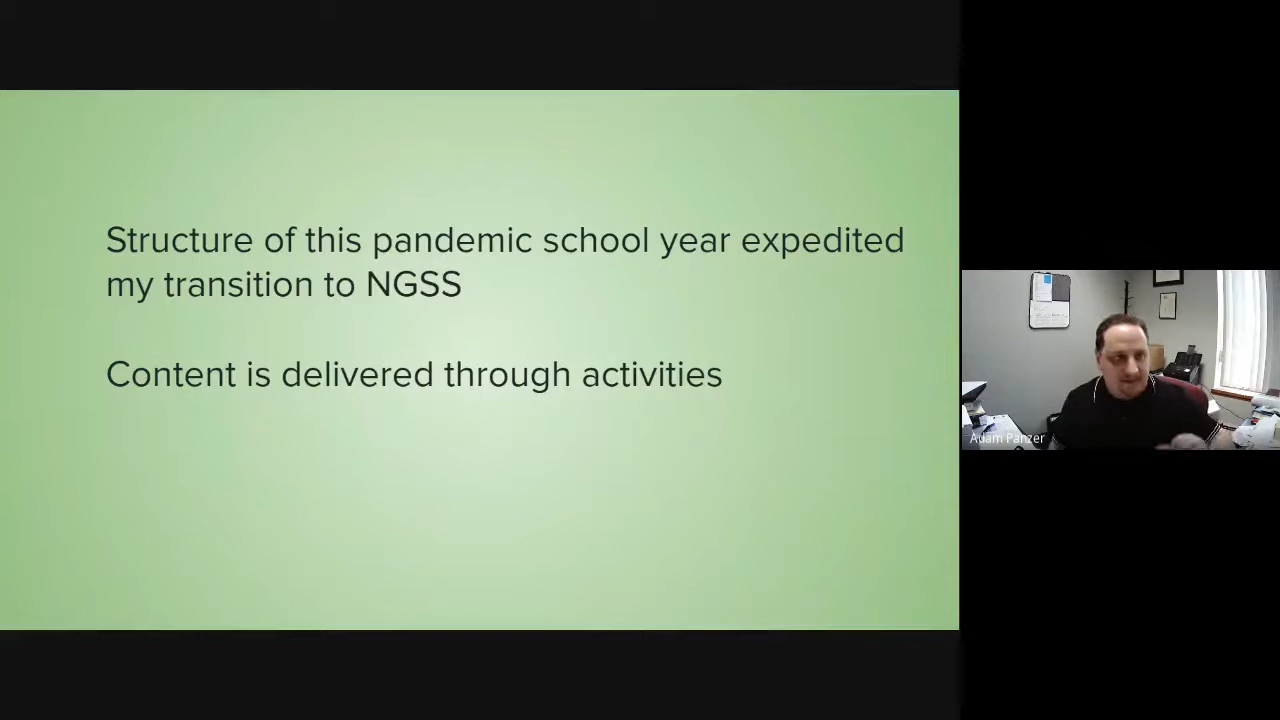 Structure of this pandemic school year expedited
my transition to NGSS
Content is delivered through activities
Adam Panzer